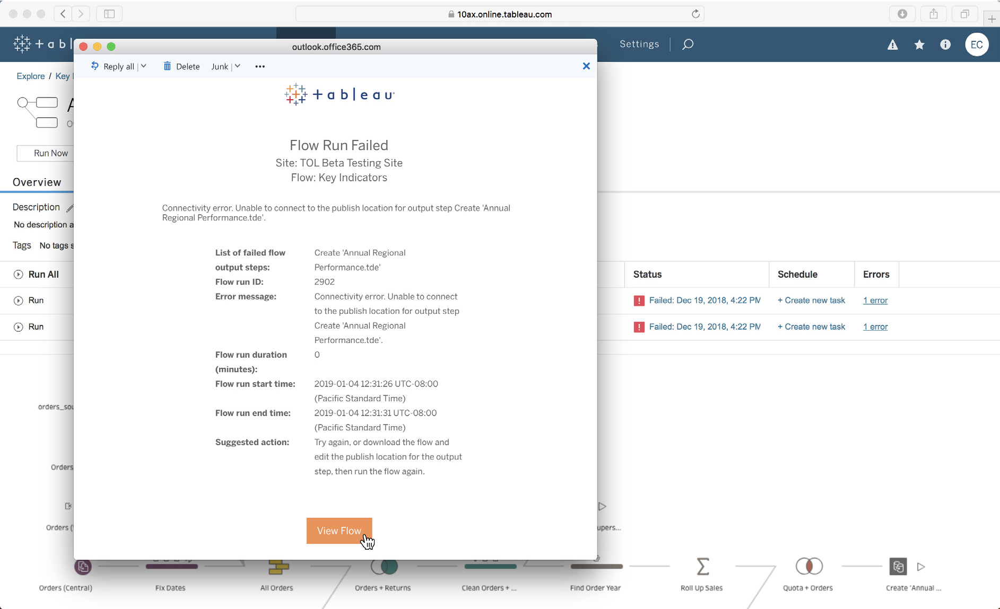 10ax.online.tableau.com
tabl
Settings
EC
outlook.office365.com
Reply all
Delete
Junk
Explore / Key
tableau
A
Run Now
Flow Run Failed
Site: TOL Beta Testing Site
Flow: Key Indicators
Overview
Description
No description a
Tags No tags s
Connectivity error. Unable to connect to the publish location for output step Create 'Annual
Regional Performance.tde'.
List of failed flow
output steps:
Create 'Annual Regional
Performance.tde'
Flow run ID:
2902
Error message:
Connectivity error. Unable to connect
to the publish location for output step
Create 'Annual Regional
Performance.tde'.
Flow run duration
(minutes):
0
Flow run start time:
2019-01-04 12:31:26 UTC-08:00
(Pacific Standard Time)
Flow run end time:
2019-01-04 12:31:31 UTC-08:00
(Pacific Standard Time)
Suggested action:
Try again, or download the flow and
edit the publish location for the output
step, then run the flow again.
View Flow
Run All
Status Schedule Errors
Run
Failed: Dec 19, 2018, 4:22 PM + Create new task 1 error
Run
Failed: Dec 19, 2018, 4:22 PM + Create new task 1 error
orders_sou
Orders
Orders (
upers...
Orders (Central) Fix Dates All Orders Orders + Returns Clean Orders + ... Find Order Year Roll Up Sales Quota + Orders Create 'Annual ...